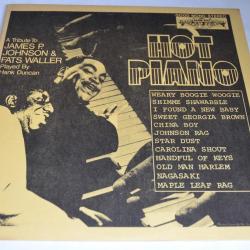 A Tribute To
JAMES P.
JOHNSON &
FATS WALLER
Played By
Hank Duncan
HOT
PIANO
WEARY BOOGIE WOOGIE
SHIMME SHAWABBLE
I FOUND A NEW BABY
SWEET GEORGIA BROWN
CHINA BOY
JOHNSON RAG
STAR DUST
CAROLINA SHOUT
HANDFUL OF KEYS
OLD MAN HARLEM
NAGASAKI
MAPLE LEAF RAG